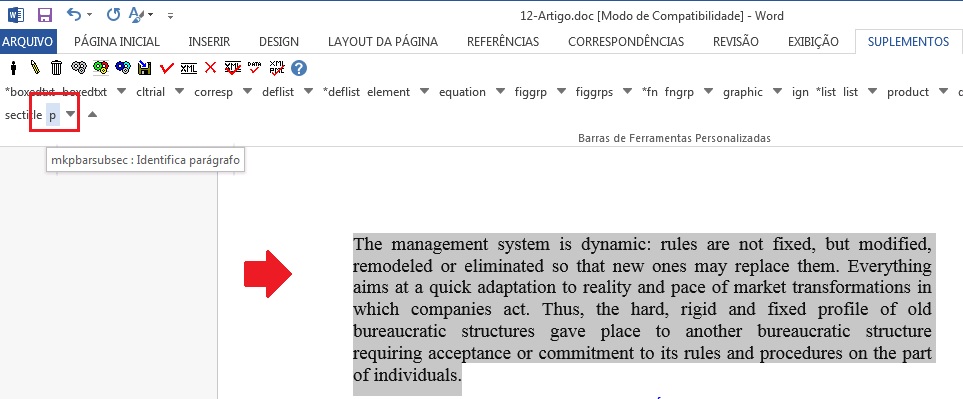 12-Artigo.doc [Modo de Compatibilidade] - Word
ARQUIVO PÁGINA INICIAL INSERIR DESIGN LAYOUT DA PÁGINA REFERÊNCIAS CORRESPONDÊNCIAS REVISÃO EXIBIÇÃO SUPLEMENTOS
XML DATA XML
*boxedtxt boxedtxt cltrial corresp deflist *deflist element equation figgrp figgrps *fn fngrp graphic ign *list list product
sectitle p
Barras de Ferramentas Personalizadas
mkpbarsubsec : Identifica parágrafo
The management system is dynamic: rules are not fixed, but modified,
remodeled or eliminated so that new ones may replace them. Everything
aims at a quick adaptation to reality and pace of market transformations in
which companies act. Thus, the hard, rigid and fixed profile of old
bureaucratic structures gave place to another bureaucratic structure
requiring acceptance or commitment to its rules and procedures on the part
of individuals.